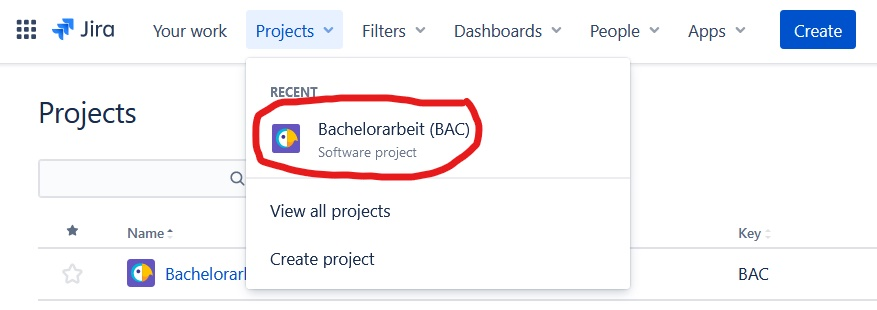 Jira Your work Projects Filters Dashboards People Apps Create
RECENT
Projects
Bachelorarbeit (BAC)
Software project
View all projects
Name Key
Create project
BAC